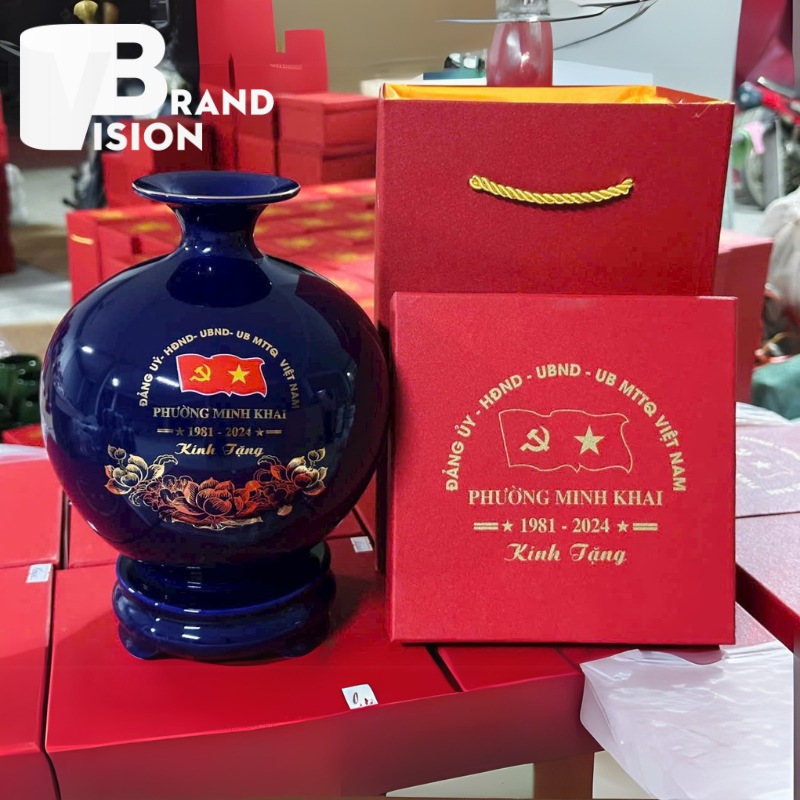 BRAND
VISION
ĐẢNG UỶ- HĐND- UBND- UB MTTQ VIỆT NAM
PHƯỜNG MINH KHAI
1981 - 2024
Kính Tặng
ĐẢNG ỦY - HĐND - UBND - UB MTTQ VIỆT NAM
PHƯỜNG MINH KHAI
1981 - 2024
Kính Tặng